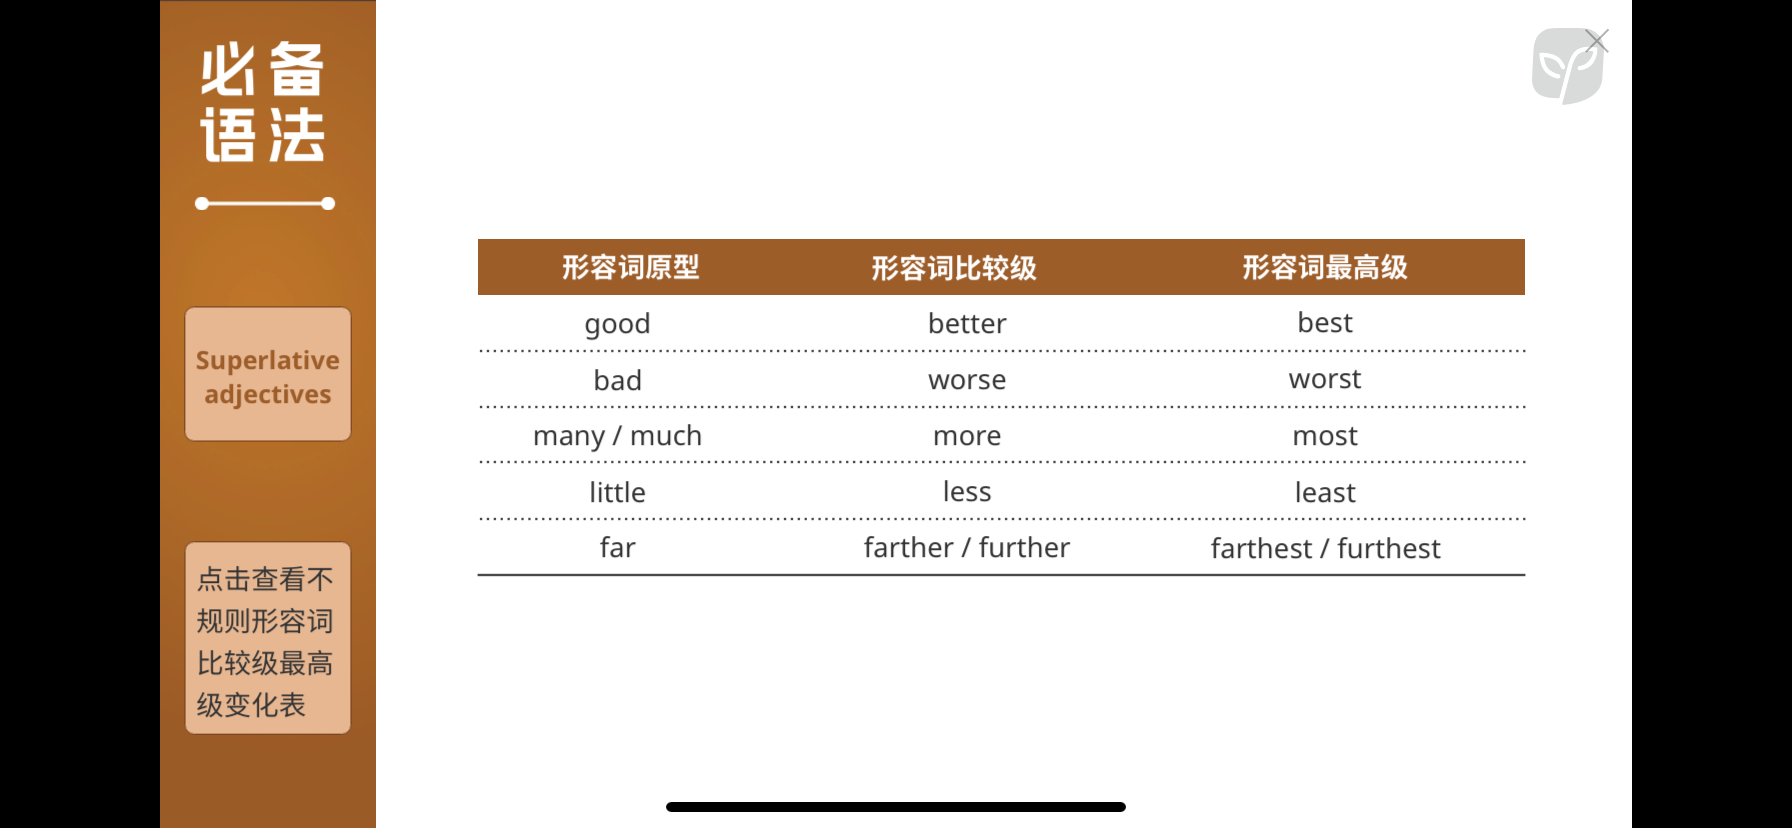 必备
语法
Superlative
adjectives
点击查看不
规则形容词
比较级最高
级变化表
形容词原型 形容词比较级 形容词最高级
good better best
bad worse worst
many / much more most
little less least
far farther / further farthest / furthest